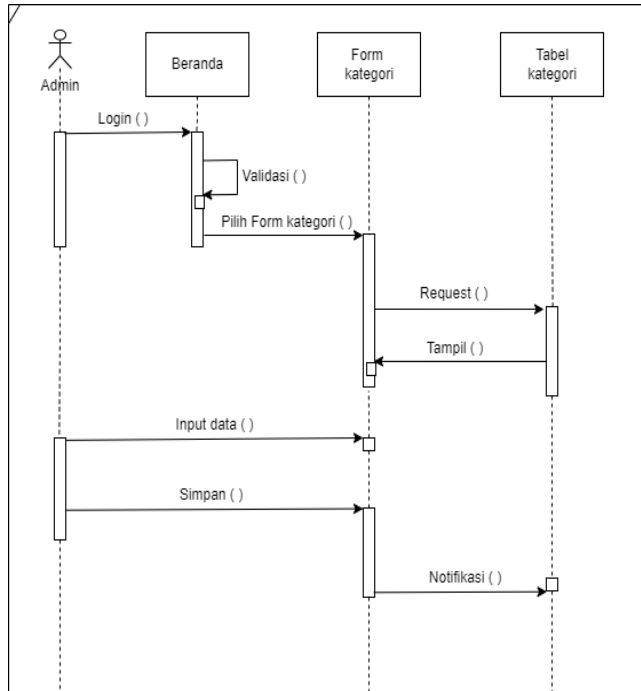 Admin
Beranda
Form
kategori
Tabel
kategori
Login ( )
Validasi ( )
Pilih Form kategori ( )
Request ( )
Tampil ( )
Input data ( )
Simpan ( )
Notifikasi ( )